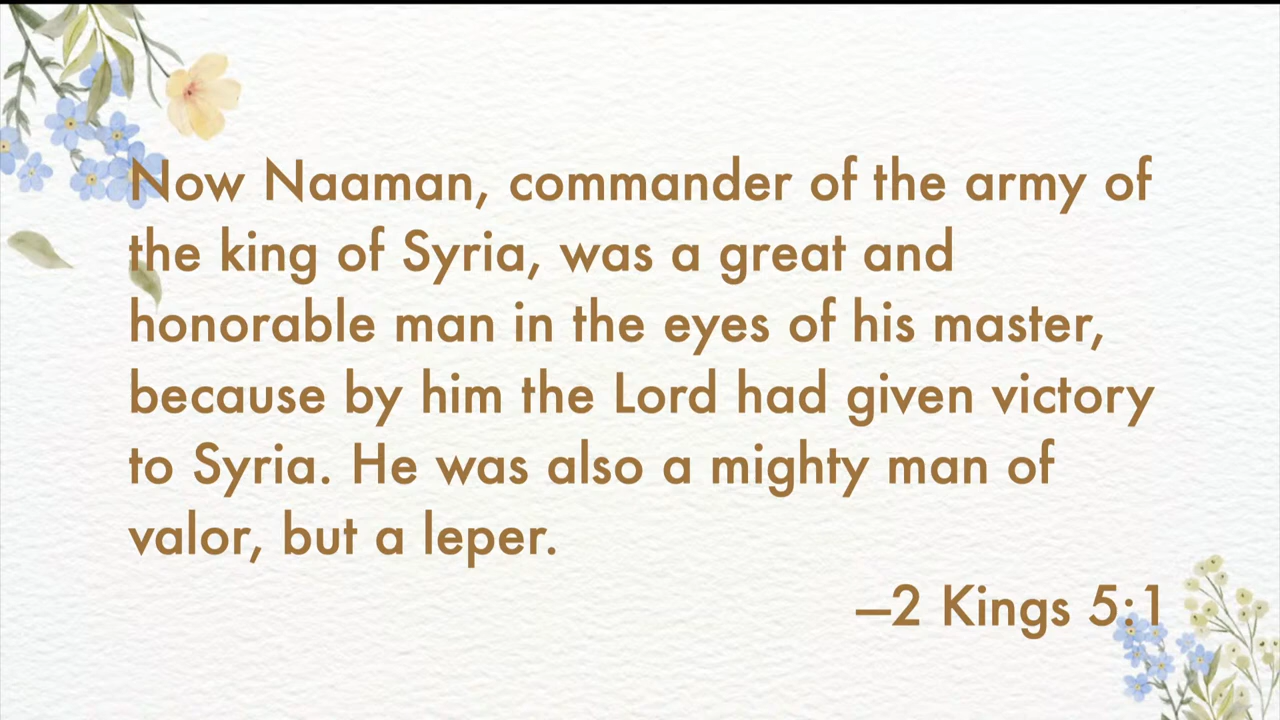 Now Naaman, commander of the army of
the king of Syria, was a great and
honorable man in the eyes of his master,
because by him the Lord had given victory
to Syria. He was also a mighty man of
valor, but a leper.
—2 Kings 5:1